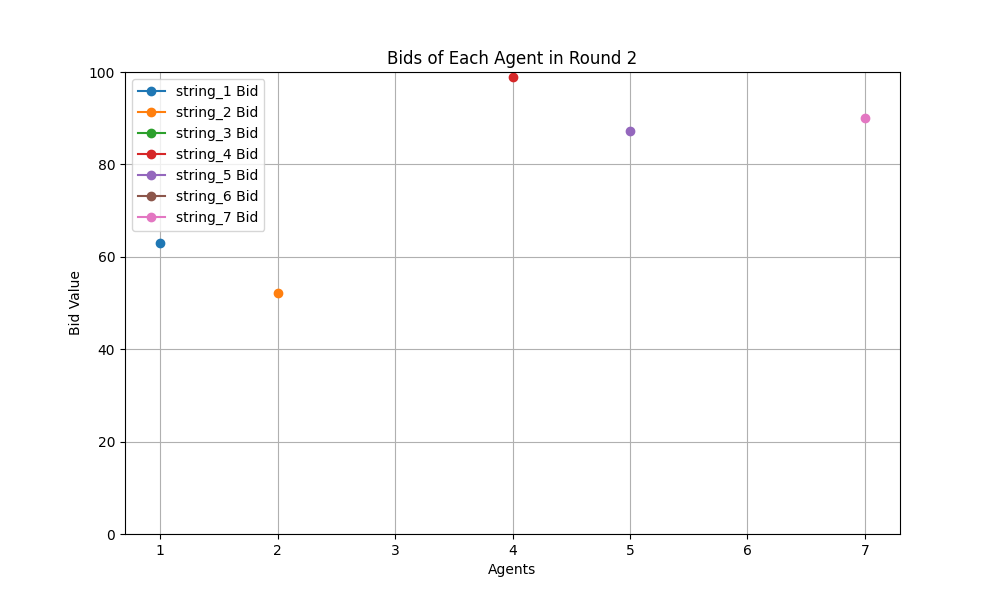 Bids of Each Agent in Round 2
100
80
60
40
20
0
Bid Value
string_1 Bid
string_2 Bid
string_3 Bid
string_4 Bid
string_5 Bid
string_6 Bid
string_7 Bid
1 2 3 4 5 6 7
Agents